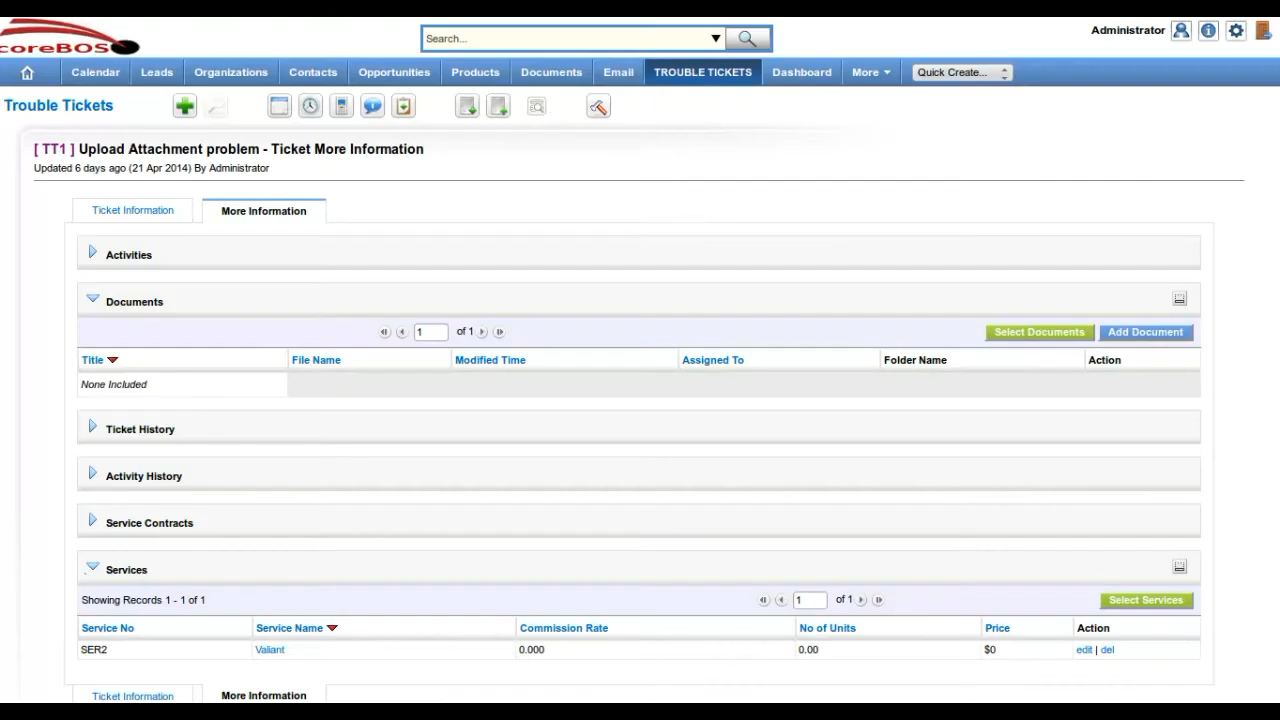 coreBOS
Search...
Administrator
Calendar Leads Organizations Contacts Opportunities Products Documents Email TROUBLE TICKETS Dashboard More Quick Create...
Trouble Tickets
[ TT1 ] Upload Attachment problem - Ticket More Information
Updated 6 days ago (21 Apr 2014) By Administrator
Ticket Information More Information
Activities
Documents
1 of 1 Select Documents Add Document
Title File Name Modified Time Assigned To Folder Name Action
None Included
Ticket History
Activity History
Service Contracts
Services
Showing Records 1 - 1 of 1 1 of 1 Select Services
Service No Service Name Commission Rate No of Units Price Action
SER2 Valiant 0.000 0.00 $0 edit | del
Ticket Information More Information